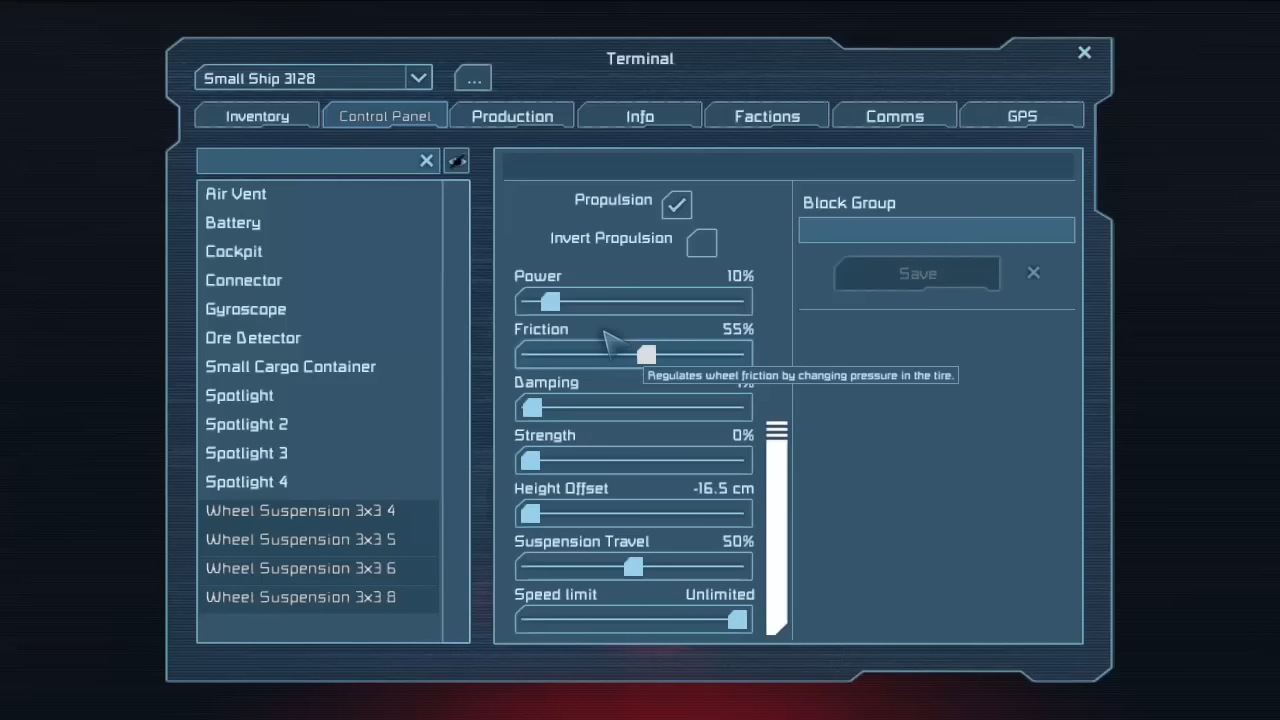 Terminal
Small Ship 3128
...
Inventory
Control Panel
Production
Info
Factions
Comms
GPS
Air Vent
Battery
Cockpit
Connector
Gyroscope
Ore Detector
Small Cargo Container
Spotlight
Spotlight 2
Spotlight 3
Spotlight 4
Wheel Suspension 3x3 4
Wheel Suspension 3x3 5
Wheel Suspension 3x3 6
Wheel Suspension 3x3 8
Propulsion
Invert Propulsion
Power 10%
Friction 55%
Regulates wheel friction by changing pressure in the tire.
Damping
Strength 0%
Height Offset -16.5 cm
Suspension Travel 50%
Speed limit Unlimited
Block Group
Save